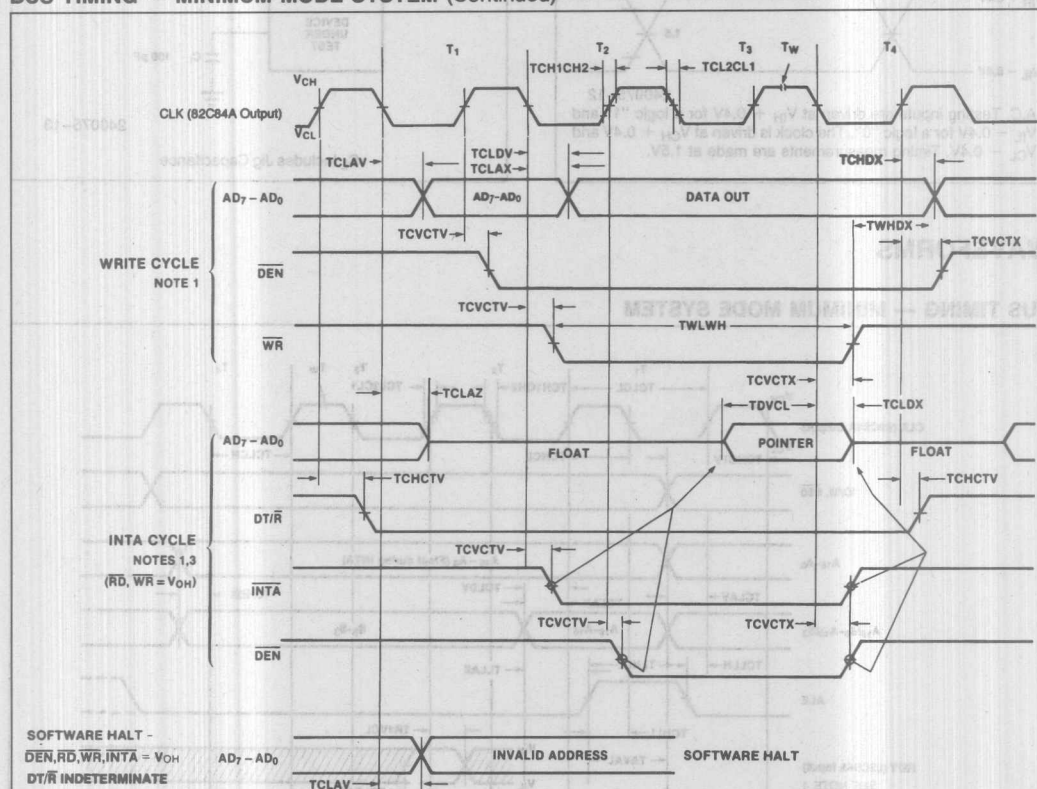 BUS TIMING — MINIMUM MODE SYSTEM (Continued)
T1 T2 T3 TW T4
TCH1CH2 TCL2CL1
VCH
CLK (82C84A Output)
VCL
TCLAV TCLDV TCHDX
TCLAX
AD7-AD0 AD7-AD0 DATA OUT
TCVCTV TWHDX TCVCTX
WRITE CYCLE
NOTE 1
DEN
TCVCTV TWLWH
WR
TCVCTX
TCLAZ TDVCL TCLDX
AD7-AD0 FLOAT POINTER FLOAT
TCHCTV TCHCTV
DT/R
INTA CYCLE
NOTES 1,3
(RD, WR = VOH)
TCVCTV
INTA
TCVCTV TCVCTX
DEN
SOFTWARE HALT -
DEN,RD,WR,INTA = VOH AD7-AD0 INVALID ADDRESS SOFTWARE HALT
DT/R INDETERMINATE
TCLAV